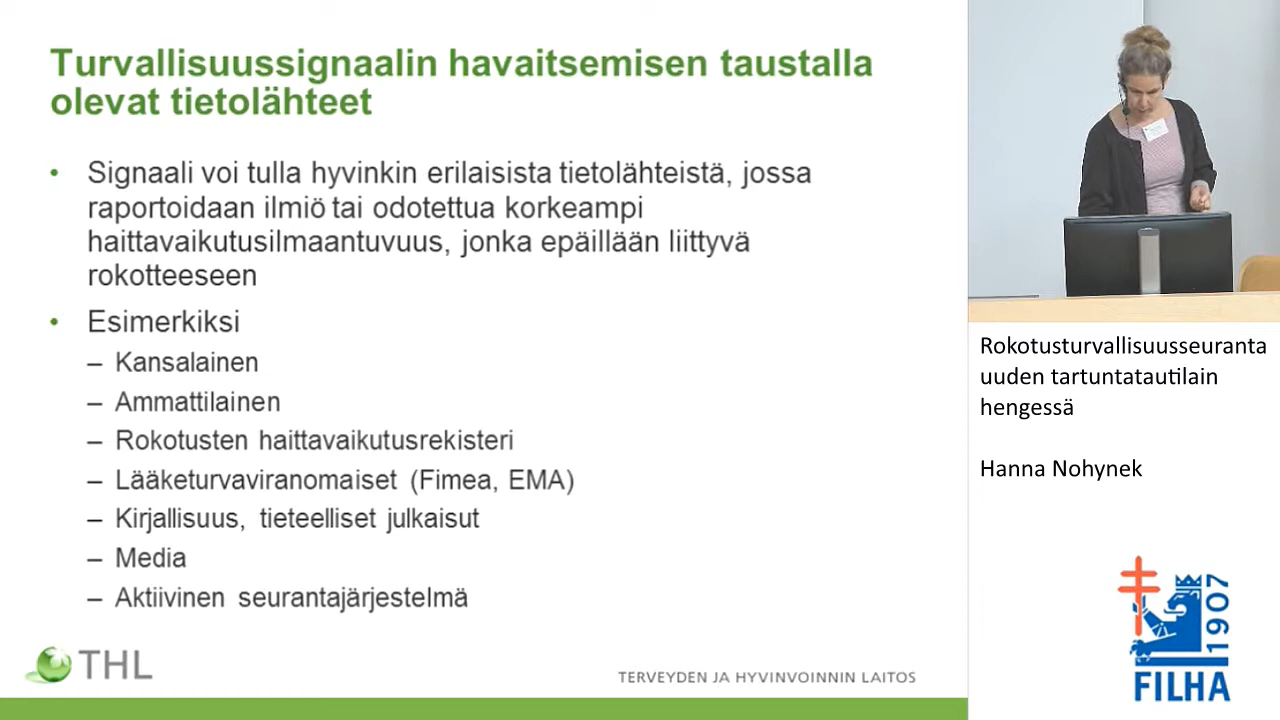 Turvallisuussignaalin havaitsemisen taustalla
olevat tietolähteet
• Signaali voi tulla hyvinkin erilaisista tietolähteistä, jossa
raportoidaan ilmiö tai odotettua korkeampi
haittavaikutusilmaantuvuus, jonka epäillään liittyvä
rokotteeseen
• Esimerkiksi
– Kansalainen
– Ammattilainen
– Rokotusten haittavaikutusrekisteri
– Lääketurvaviranomaiset (Fimea, EMA)
– Kirjallisuus, tieteelliset julkaisut
– Media
– Aktiivinen seurantajärjestelmä
THL
TERVEYDEN JA HYVINVOINNIN LAITOS
Rokotusturvallisuusseuranta
uuden tartuntatautilain
hengessä
Hanna Nohynek
1907
FILHA